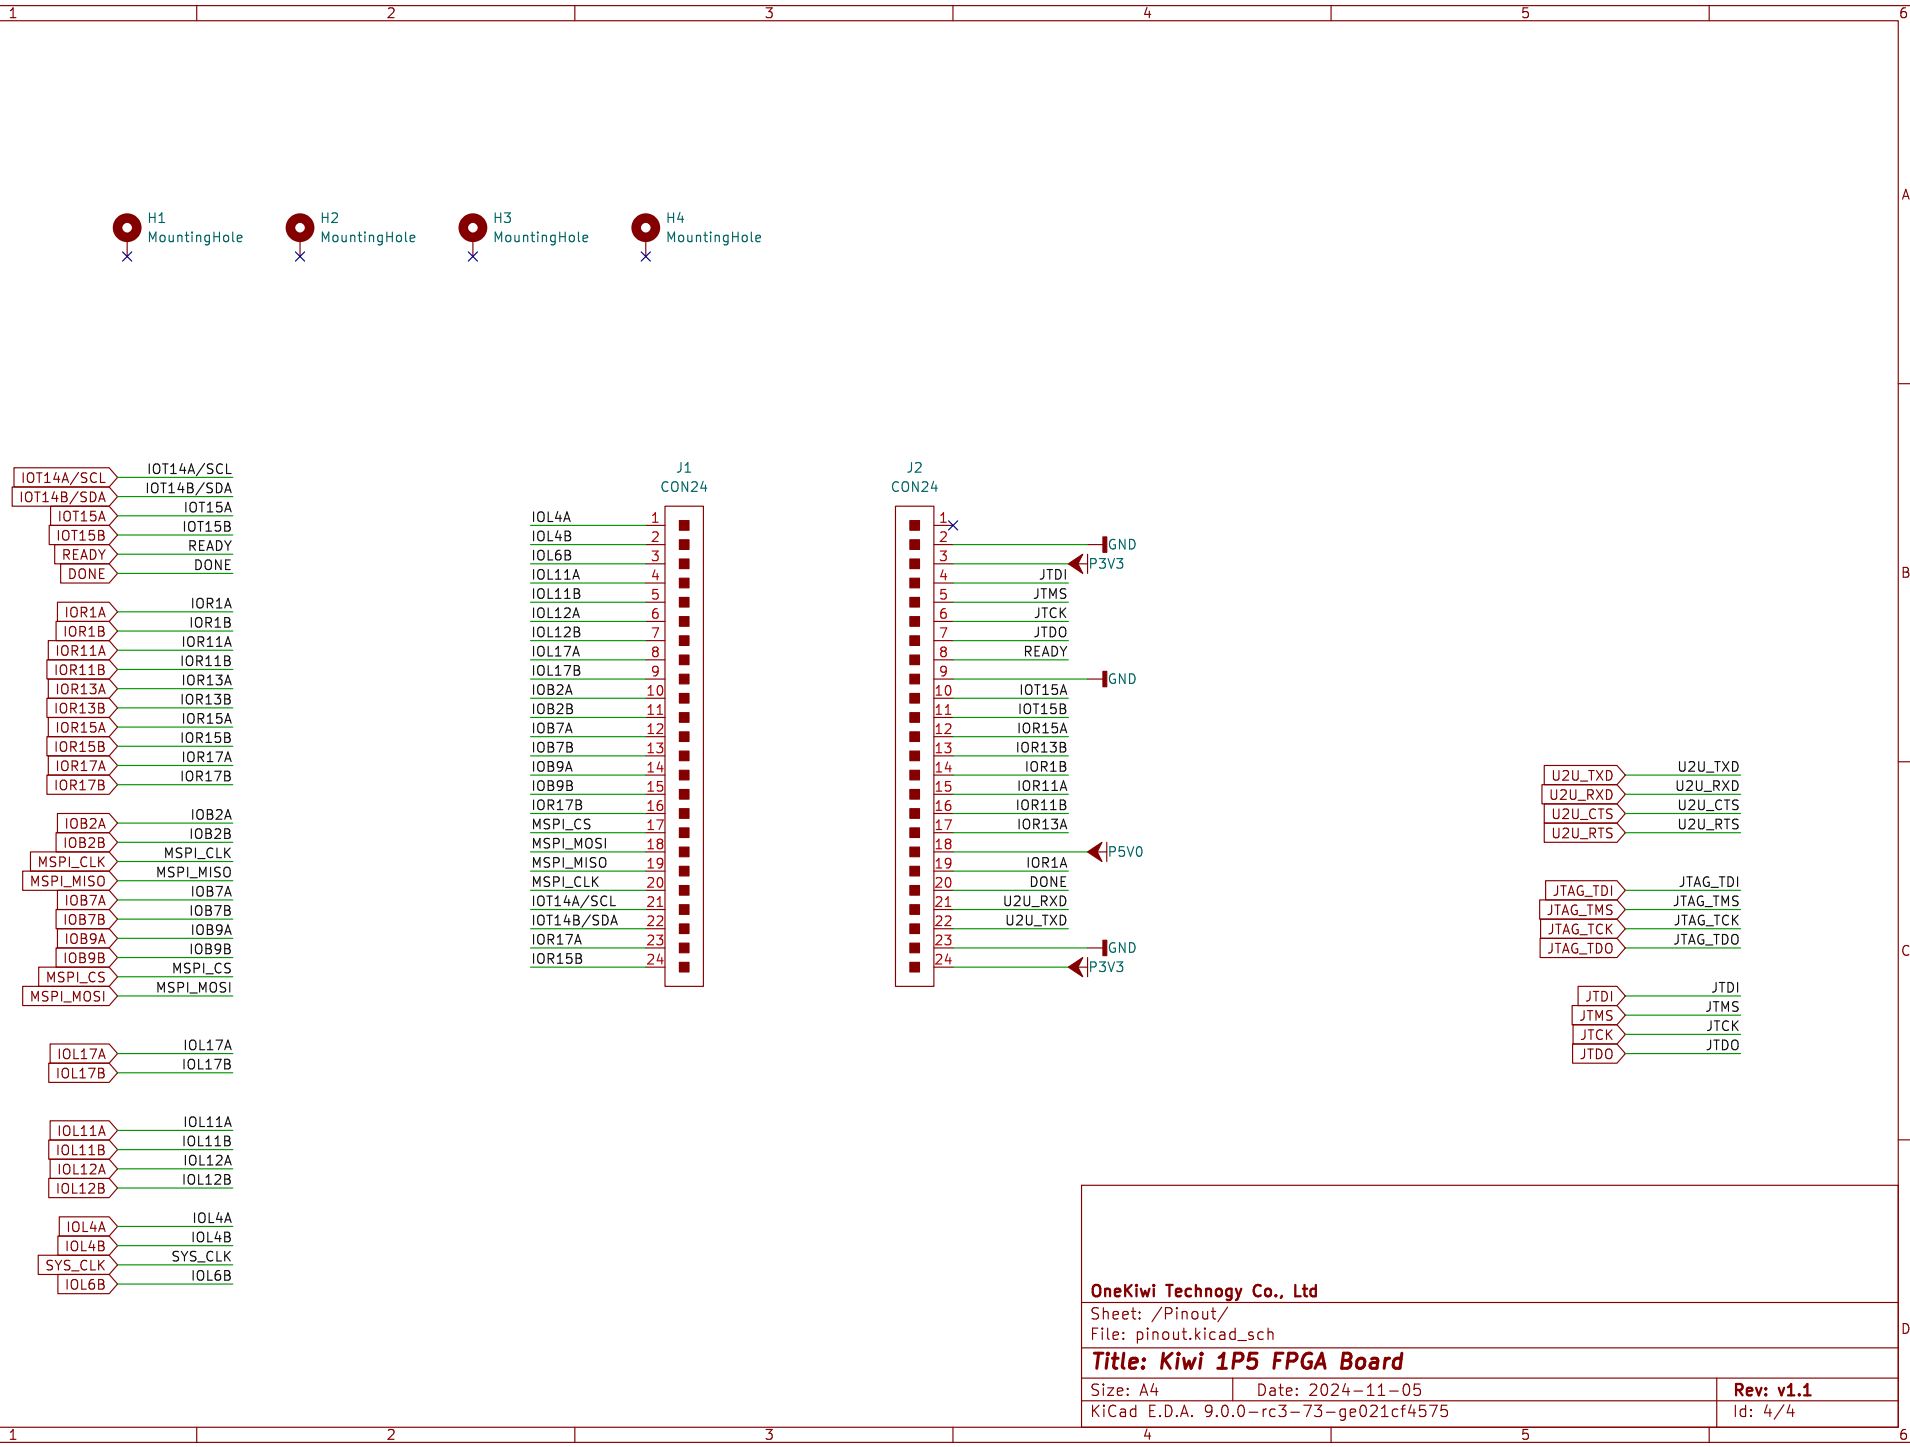 1 2 3 4 5 6
A
H1 H2 H3 H4
MountingHole MountingHole MountingHole MountingHole
B
C
D
IOT14A/SCL IOT14A/SCL
IOT14B/SDA IOT14B/SDA
IOT15A IOT15A
IOT15B IOT15B
READY READY
DONE DONE
IOR1A IOR1A
IOR1B IOR1B
IOR11A IOR11A
IOR11B IOR11B
IOR13A IOR13A
IOR13B IOR13B
IOR15A IOR15A
IOR15B IOR15B
IOR17A IOR17A
IOR17B IOR17B
IOB2A IOB2A
IOB2B IOB2B
MSPI_CLK MSPI_CLK
MSPI_MISO MSPI_MISO
IOB7A IOB7A
IOB7B IOB7B
IOB9A IOB9A
IOB9B IOB9B
MSPI_CS MSPI_CS
MSPI_MOSI MSPI_MOSI
IOL17A IOL17A
IOL17B IOL17B
IOL11A IOL11A
IOL11B IOL11B
IOL12A IOL12A
IOL12B IOL12B
IOL4A IOL4A
IOL4B IOL4B
SYS_CLK SYS_CLK
IOL6B IOL6B
J1
CON24
IOL4A 1
IOL4B 2
IOL6B 3
IOL11A 4
IOL11B 5
IOL12A 6
IOL12B 7
IOL17A 8
IOL17B 9
IOB2A 10
IOB2B 11
IOB7A 12
IOB7B 13
IOB9A 14
IOB9B 15
IOR17B 16
MSPI_CS 17
MSPI_MOSI 18
MSPI_MISO 19
MSPI_CLK 20
IOT14A/SCL 21
IOT14B/SDA 22
IOR17A 23
IOR15B 24
J2
CON24
1
2 GND
3 P3V3
4 JTDI
5 JTMS
6 JTCK
7 JTDO
8 READY
9 GND
10 IOT15A
11 IOT15B
12 IOR15A
13 IOR13B
14 IOR1B
15 IOR11A
16 IOR11B
17 IOR13A
18 P5V0
19 IOR1A
20 DONE
21 U2U_RXD
22 U2U_TXD
23 GND
24 P3V3
U2U_TXD U2U_TXD
U2U_RXD U2U_RXD
U2U_CTS U2U_CTS
U2U_RTS U2U_RTS
JTAG_TDI JTAG_TDI
JTAG_TMS JTAG_TMS
JTAG_TCK JTAG_TCK
JTAG_TDO JTAG_TDO
JTDI JTDI
JTMS JTMS
JTCK JTCK
JTDO JTDO
OneKiwi Technogy Co., Ltd
Sheet: /Pinout/
File: pinout.kicad_sch
Title: Kiwi 1P5 FPGA Board
Size: A4 Date: 2024-11-05 Rev: v1.1
KiCad E.D.A. 9.0.0-rc3-73-ge021cf4575 Id: 4/4
1 2 3 4 5 6